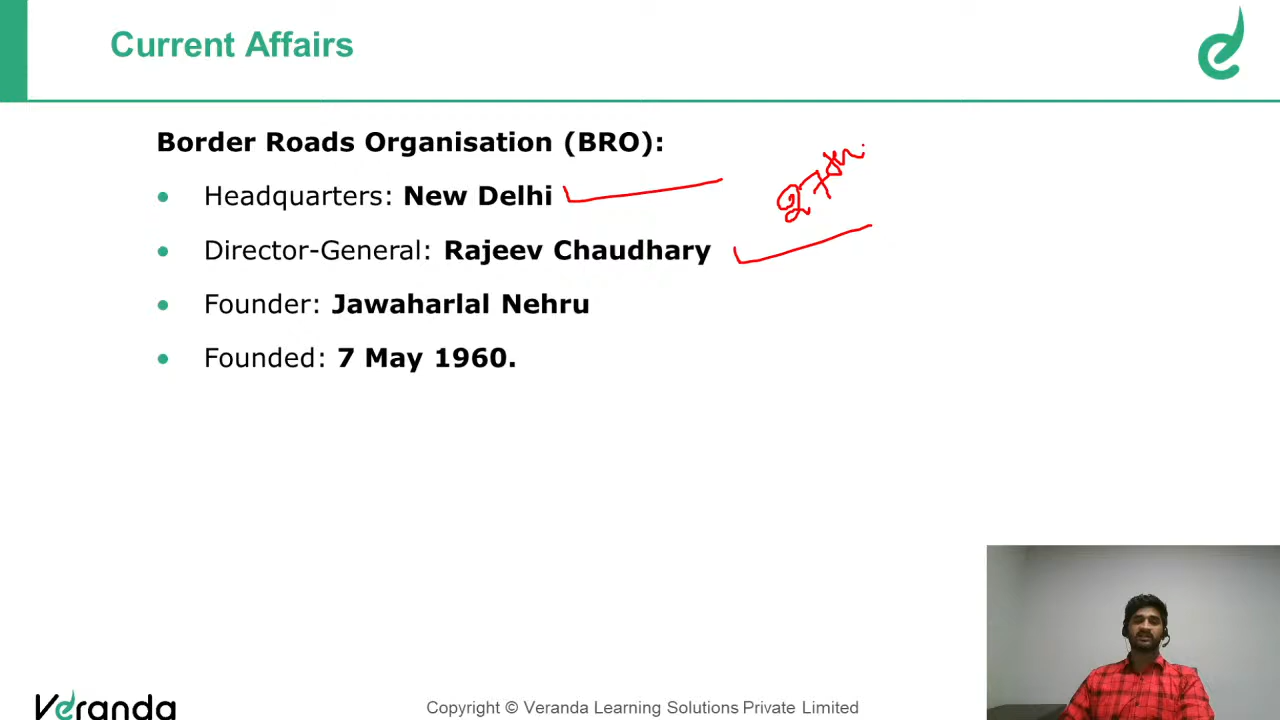 Current Affairs
Border Roads Organisation (BRO):
• Headquarters: New Delhi
27th.
• Director-General: Rajeev Chaudhary
• Founder: Jawaharlal Nehru
• Founded: 7 May 1960.
Veranda
Copyright © Veranda Learning Solutions Private Limited